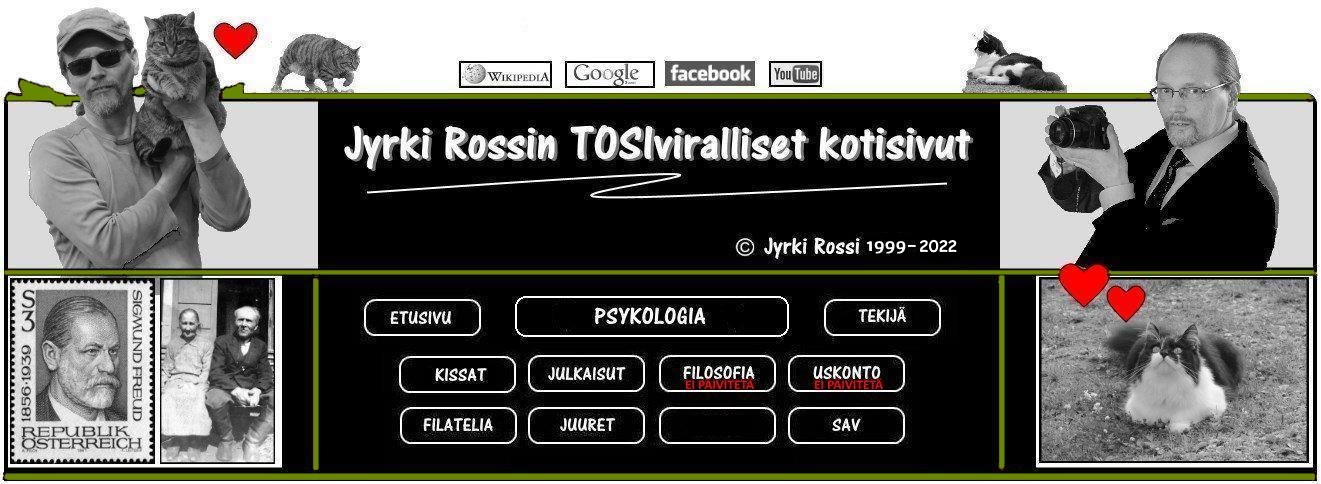 WIKIPEDIA
Google
facebook
YouTube
Jyrki Rossin TOSIviralliset kotisivut
© Jyrki Rossi 1999-2022
S3
SIGMUND FREUD
1856-1939
REPUBLIK
ÖSTERREICH
ETUSIVU
PSYKOLOGIA
TEKIJÄ
KISSAT
JULKAISUT
FILOSOFIA
EI PÄIVITETÄ
USKONTO
EI PÄIVITETÄ
FILATELIA
JUURET
SAV